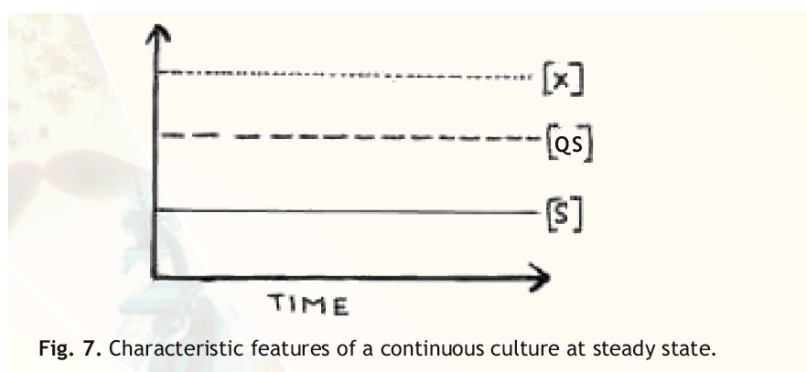 [X]
[QS]
[S]
TIME
Fig. 7. Characteristic features of a continuous culture at steady state.